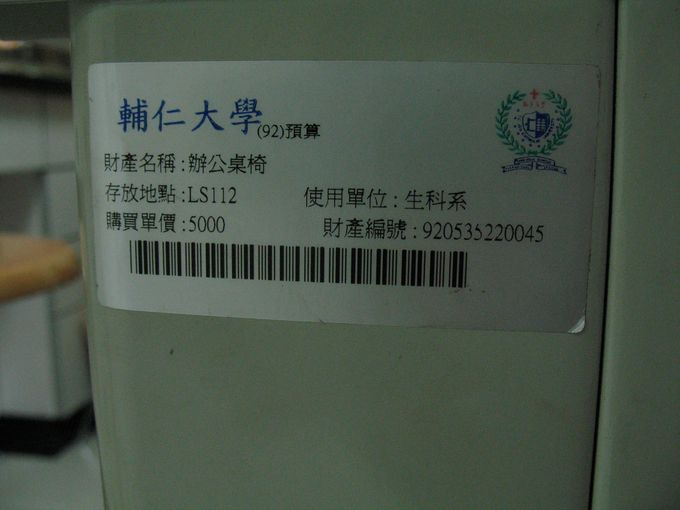 輔仁大學(92)預算
財產名稱:辦公桌椅
存放地點:LS112 使用單位:生科系
購買單價:5000 財產編號:920535220045